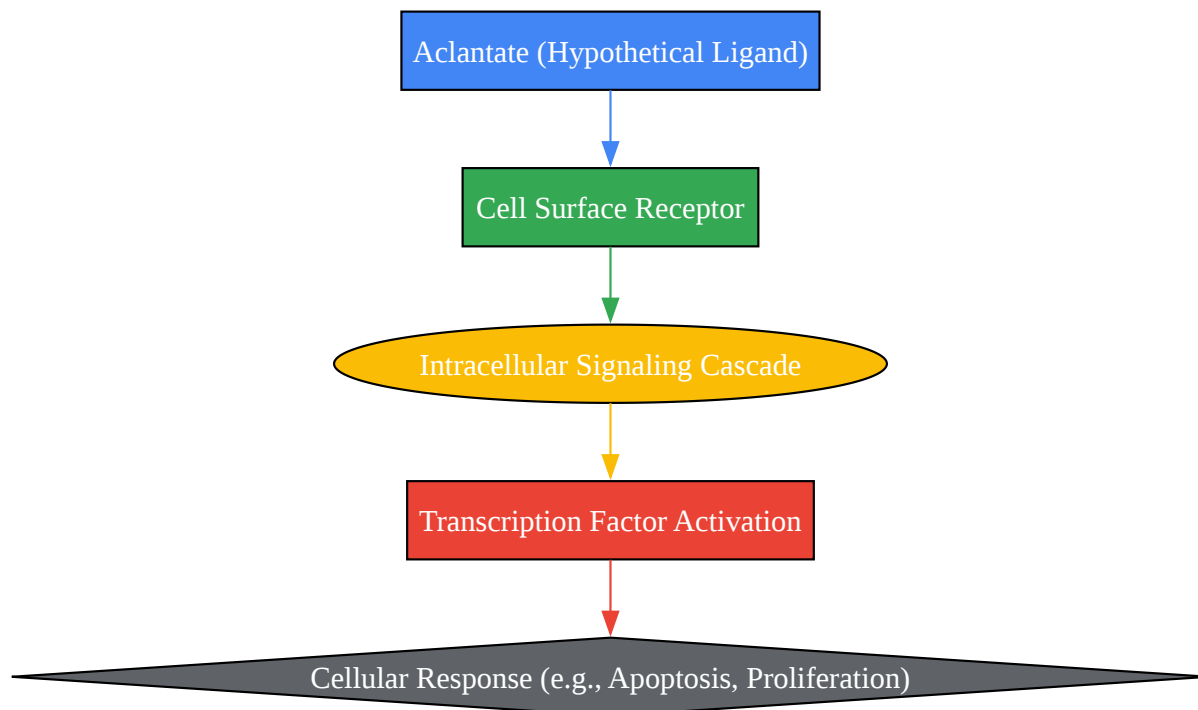 Aclantate (Hypothetical Ligand)
Cell Surface Receptor
Intracellular Signaling Cascade
Transcription Factor Activation
Cellular Response (e.g., Apoptosis, Proliferation)